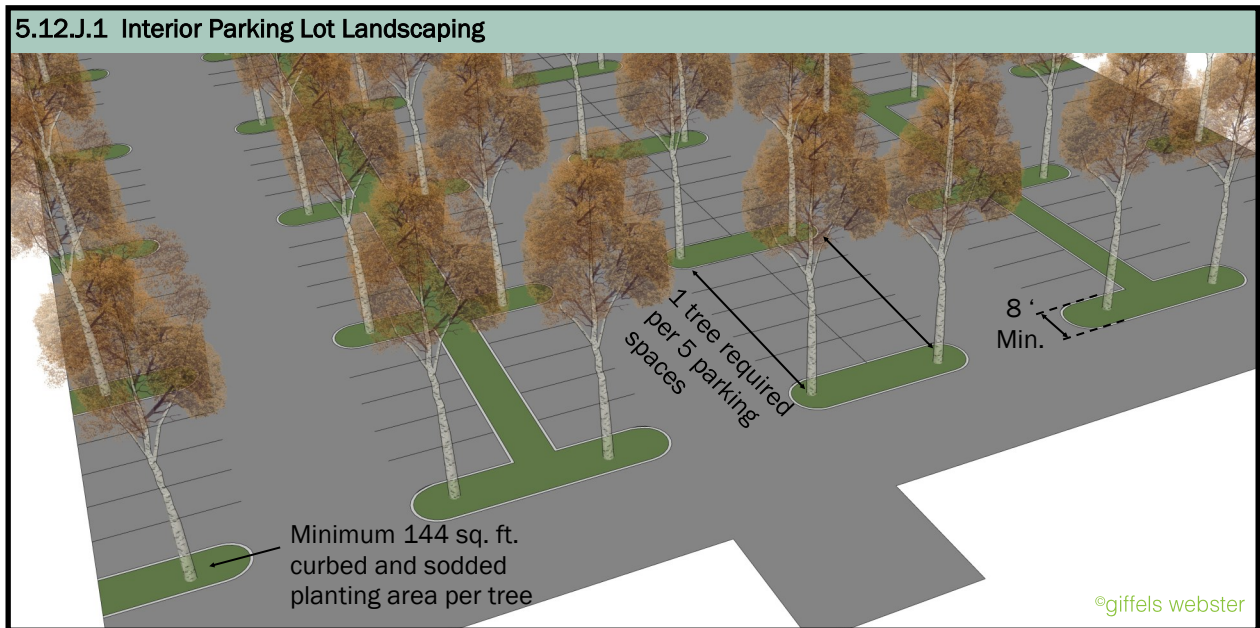 5.12.J.1 Interior Parking Lot Landscaping
1 tree required
per 5 parking
spaces
8 ‘
Min.
Minimum 144 sq. ft.
curbed and sodded
planting area per tree
©giffels webster